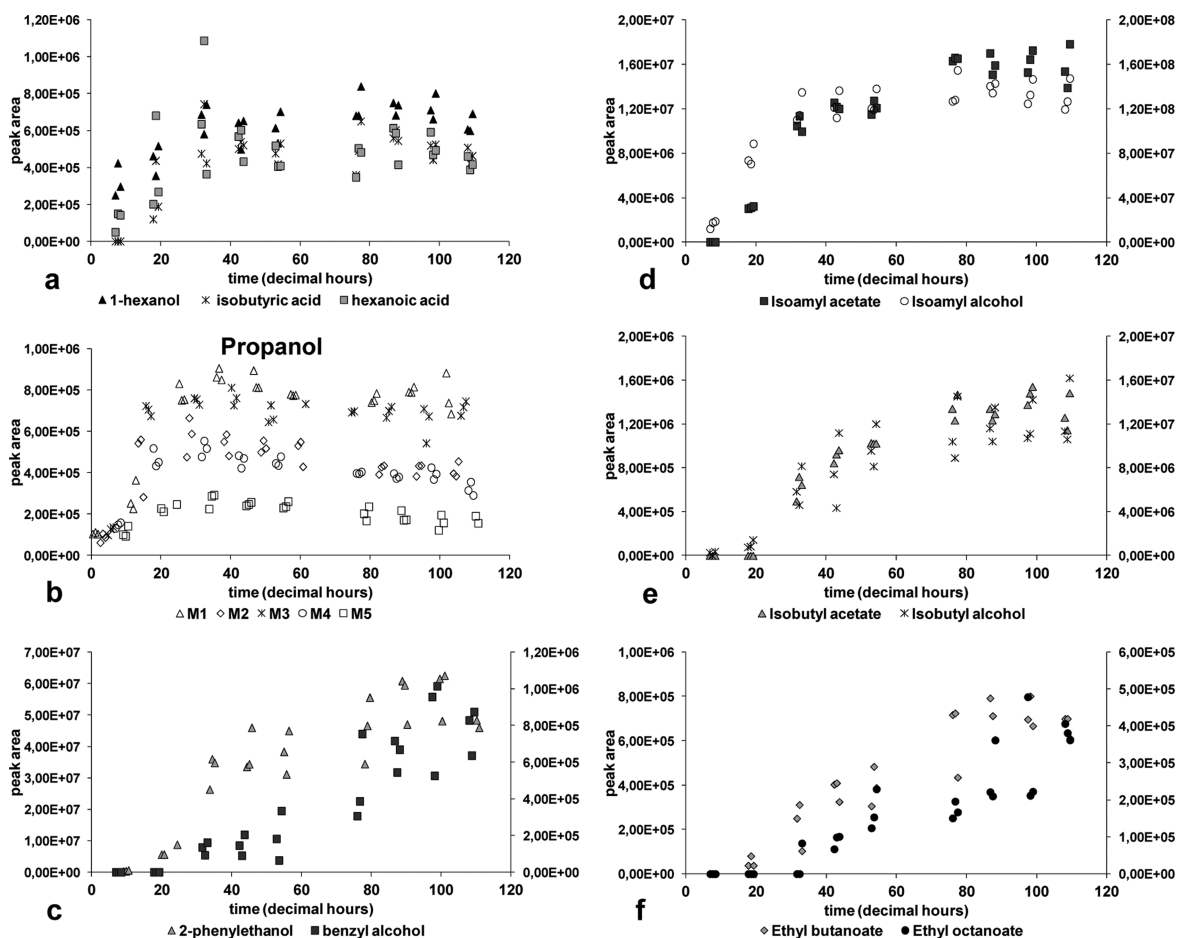 1,20E+06
1,00E+06
8,00E+05
6,00E+05
4,00E+05
2,00E+05
0,00E+00
peak area
0 20 40 60 80 100 120
time (decimal hours)
a
1-hexanol isobutyric acid hexanoic acid
Propanol
1,00E+06
8,00E+05
6,00E+05
4,00E+05
2,00E+05
0,00E+00
peak area
0 20 40 60 80 100 120
time (decimal hours)
b
M1 M2 M3 M4 M5
7,00E+07
6,00E+07
5,00E+07
4,00E+07
3,00E+07
2,00E+07
1,00E+07
0,00E+00
peak area
1,20E+06
1,00E+06
8,00E+05
6,00E+05
4,00E+05
2,00E+05
0,00E+00
0 20 40 60 80 100 120
time (decimal hours)
c
2-phenylethanol benzyl alcohol
2,00E+07
1,60E+07
1,20E+07
8,00E+06
4,00E+06
0,00E+00
peak area
2,00E+08
1,60E+08
1,20E+08
8,00E+07
4,00E+07
0,00E+00
0 20 40 60 80 100 120
time (decimal hours)
d
Isoamyl acetate Isoamyl alcohol
2,00E+06
1,60E+06
1,20E+06
8,00E+05
4,00E+05
0,00E+00
peak area
2,00E+07
1,60E+07
1,20E+07
8,00E+06
4,00E+06
0,00E+00
0 20 40 60 80 100 120
time (decimal hours)
e
Isobutyl acetate Isobutyl alcohol
1,00E+06
8,00E+05
6,00E+05
4,00E+05
2,00E+05
0,00E+00
peak area
6,00E+05
5,00E+05
4,00E+05
3,00E+05
2,00E+05
1,00E+05
0,00E+00
0 20 40 60 80 100 120
time (decimal hours)
f
Ethyl butanoate Ethyl octanoate